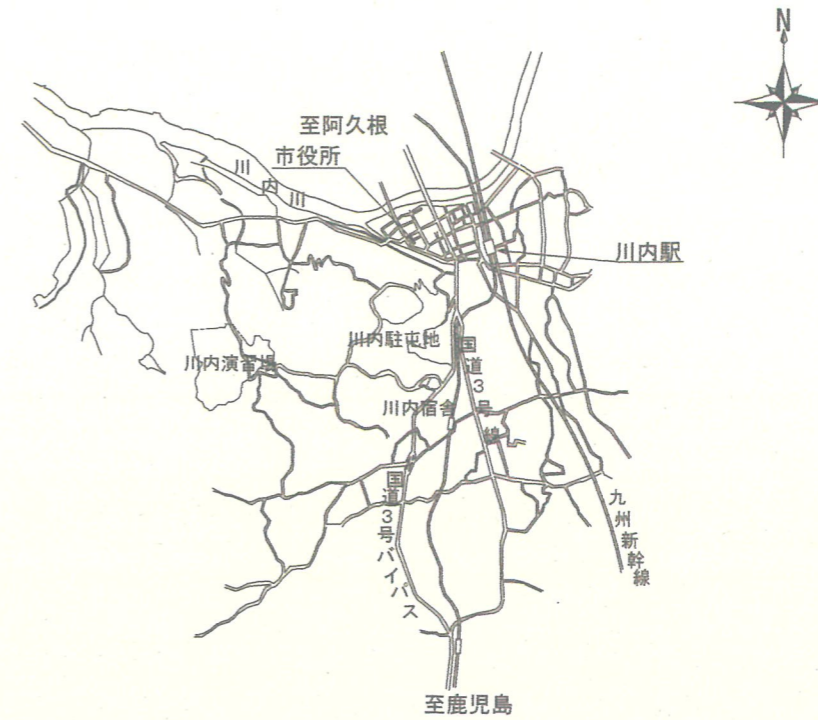 N
至阿久根
市役所
川内川
川内駅
川内駐屯地
川内演習場
国道3号線
川内宿舎
国道3号バイパス
九州新幹線
至鹿児島